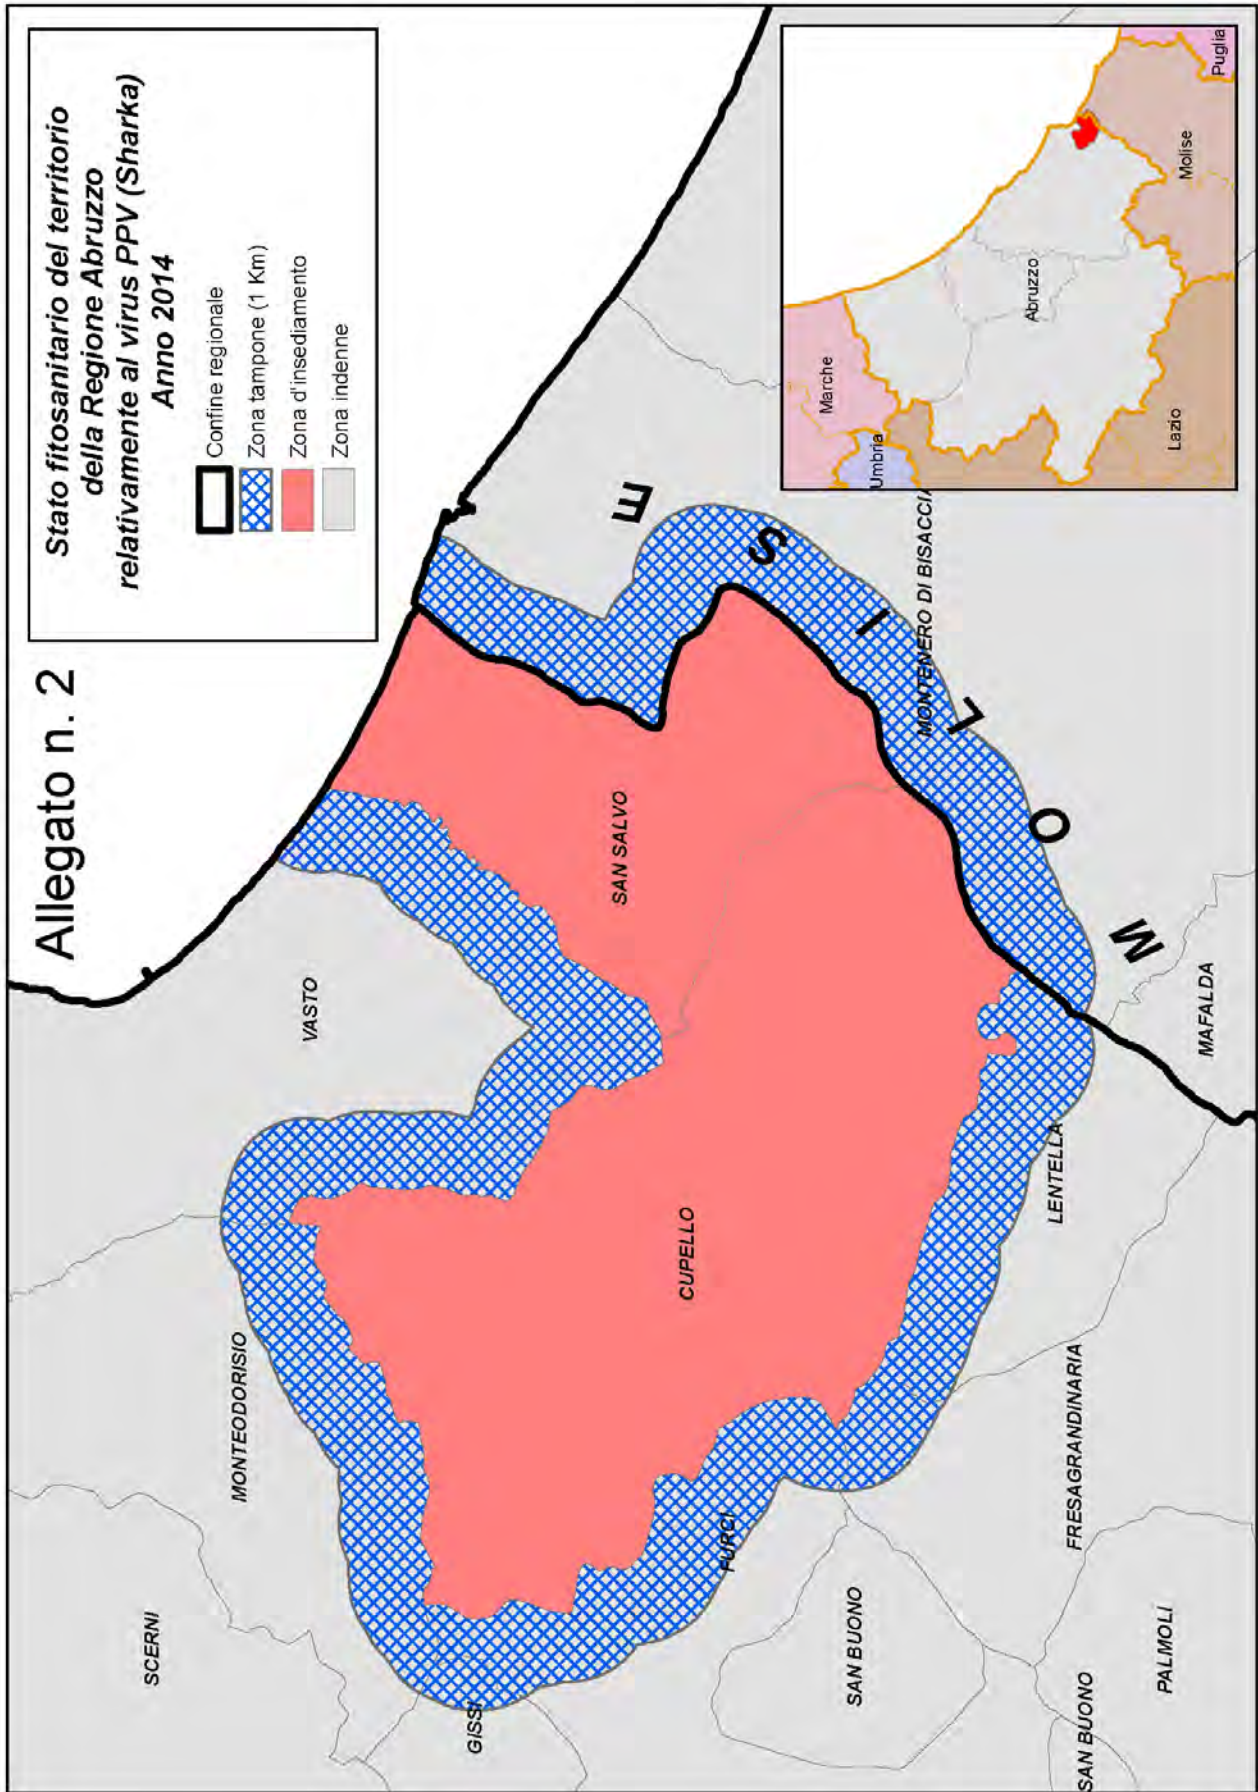 Allegato n. 2
Stato fitosanitario del territorio
della Regione Abruzzo
relativamente al virus PPV (Sharka)
Anno 2014
Confine regionale
Zona tampone (1 Km)
Zona d'insediamento
Zona indenne
SCERNI
MONTEODORISIO
VASTO
GISSI
CUPELLO
SAN SALVO
FURCI
SAN BUONO
MONTENERO DI BISACCIA
LENTELLA
FRESAGRANDINARIA
MAFALDA
PALMOLI
SAN BUONO
MOLISE
Marche
Umbria
Abruzzo
Lazio
Molise
Puglia